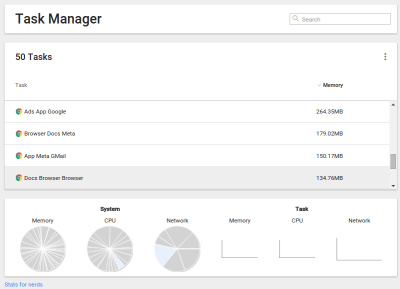 Task Manager
Search
50 Tasks
Task
Memory
Ads App Google
264.35MB
Browser Docs Meta
179.02MB
App Meta GMail
150.17MB
Docs Browser Browser
134.76MB
System
Task
Memory
CPU
Network
Memory
CPU
Network
Stats for nerds